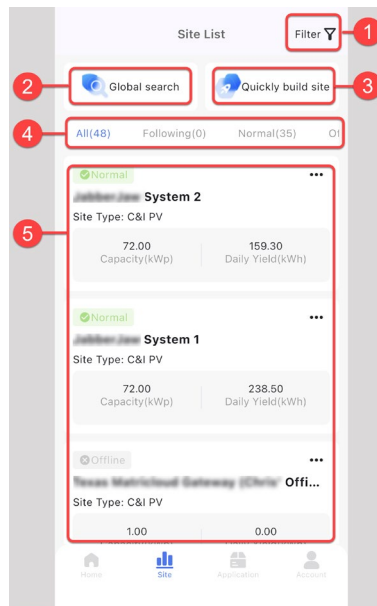 Site List
Filter
1
2
Global search
Quickly build site
3
4
All(48) Following(0) Normal(35) Of
5
Normal
System 2
Site Type: C&I PV
72.00 159.30
Capacity(kWp) Daily Yield(kWh)
Normal
System 1
Site Type: C&I PV
72.00 238.50
Capacity(kWp) Daily Yield(kWh)
Offline
Offi...
Site Type: C&I PV
1.00 0.00
Home Site Application Account